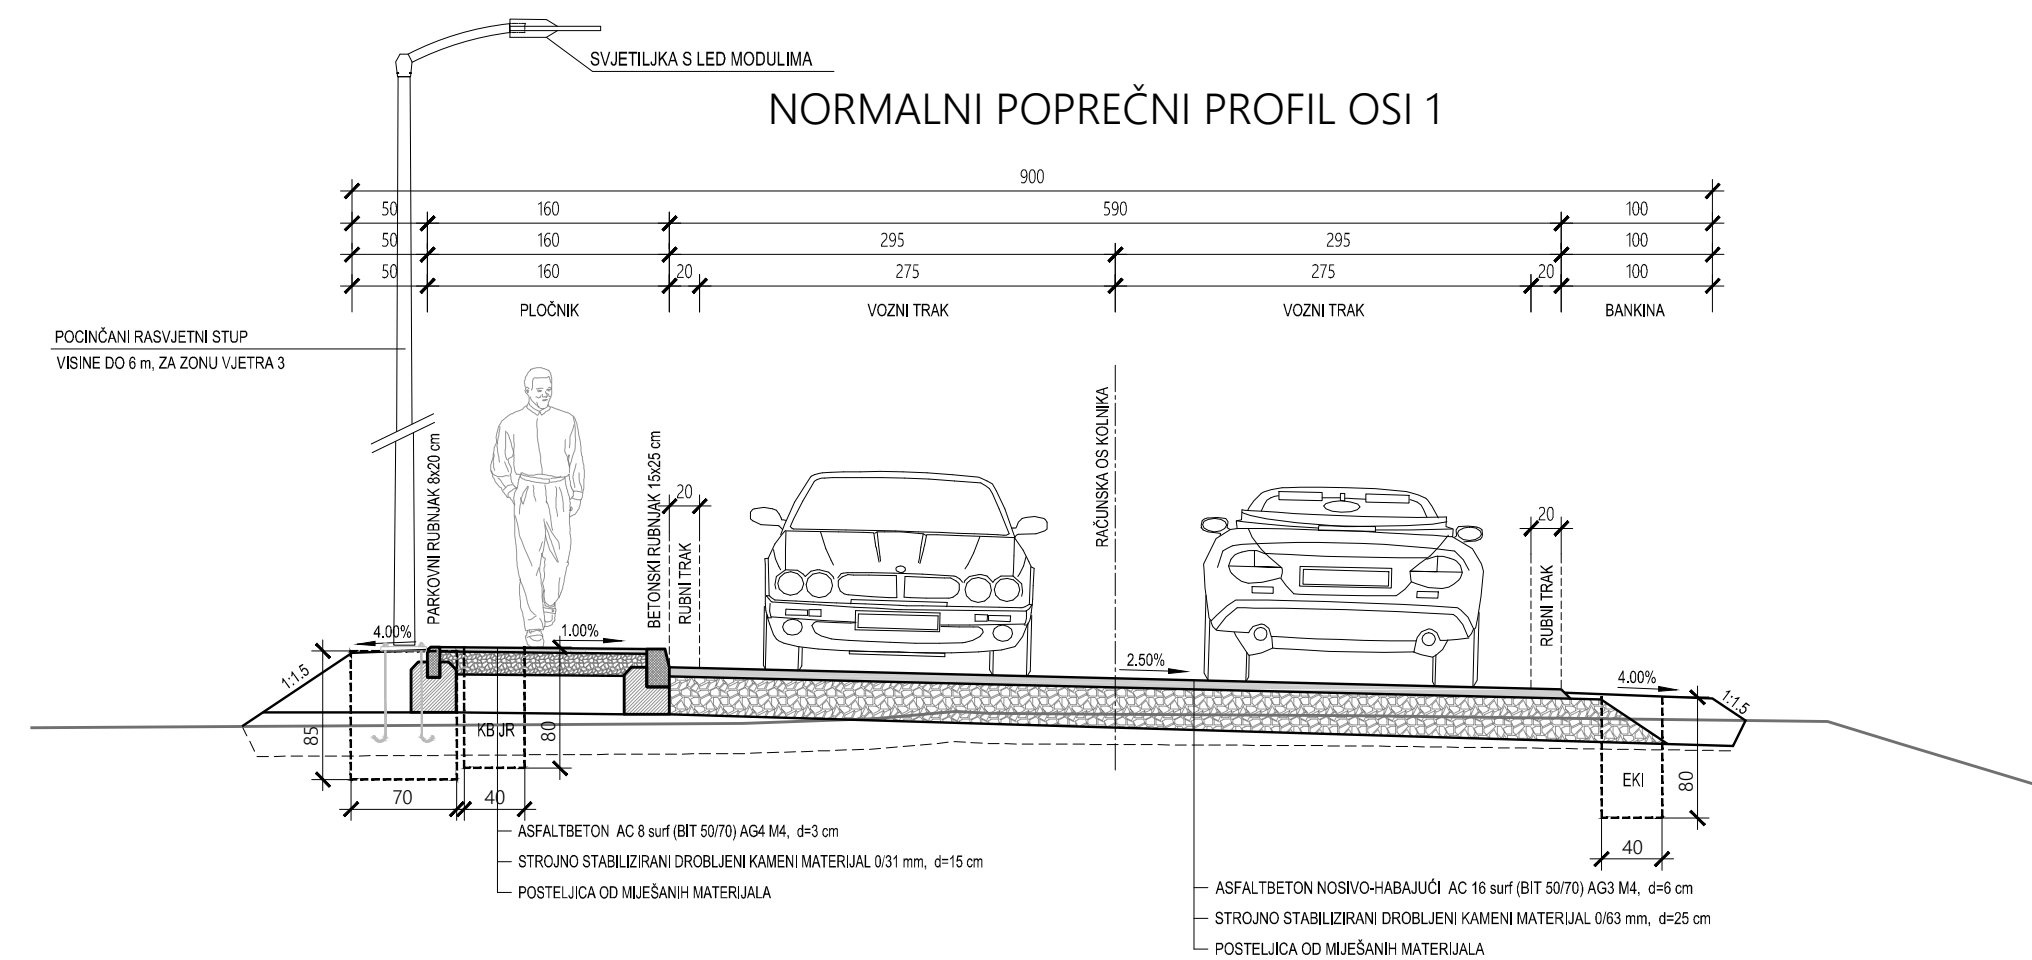 SVJETILJKA S LED MODULIMA
NORMALNI POPREČNI PROFIL OSI 1
900
50 160 590 100
50 160 295 295 100
50 160 20 275 275 20 100
PLOČNIK VOZNI TRAK VOZNI TRAK BANKINA
POCINČANI RASVJETNI STUP
VISINE DO 6 m, ZA ZONU VJETRA 3
PARKOVNI RUBNJAK 8x20 cm
BETONSKI RUBNJAK 15x25 cm
20
RUBNI TRAK
RAČUNSKA OS KOLNIKA
20
RUBNI TRAK
4.00% 1.00% 2.50% 4.00%
1:1.5 1:1.5
85 KB JR 80 EKI 80
70 40 40
ASFALTBETON AC 8 surf (BIT 50/70) AG4 M4, d=3 cm
STROJNO STABILIZIRANI DROBLJENI KAMENI MATERIJAL 0/31 mm, d=15 cm
POSTELJICA OD MIJEŠANIH MATERIJALA
ASFALTBETON NOSIVO-HABAJUĆI AC 16 surf (BIT 50/70) AG3 M4, d=6 cm
STROJNO STABILIZIRANI DROBLJENI KAMENI MATERIJAL 0/63 mm, d=25 cm
POSTELJICA OD MIJEŠANIH MATERIJALA